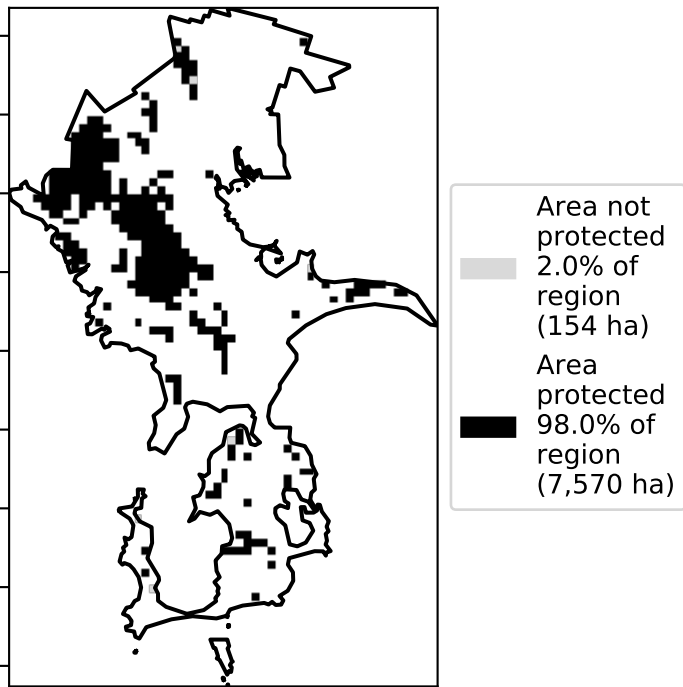 Area not
protected
2.0% of
region
(154 ha)
Area
protected
98.0% of
region
(7,570 ha)